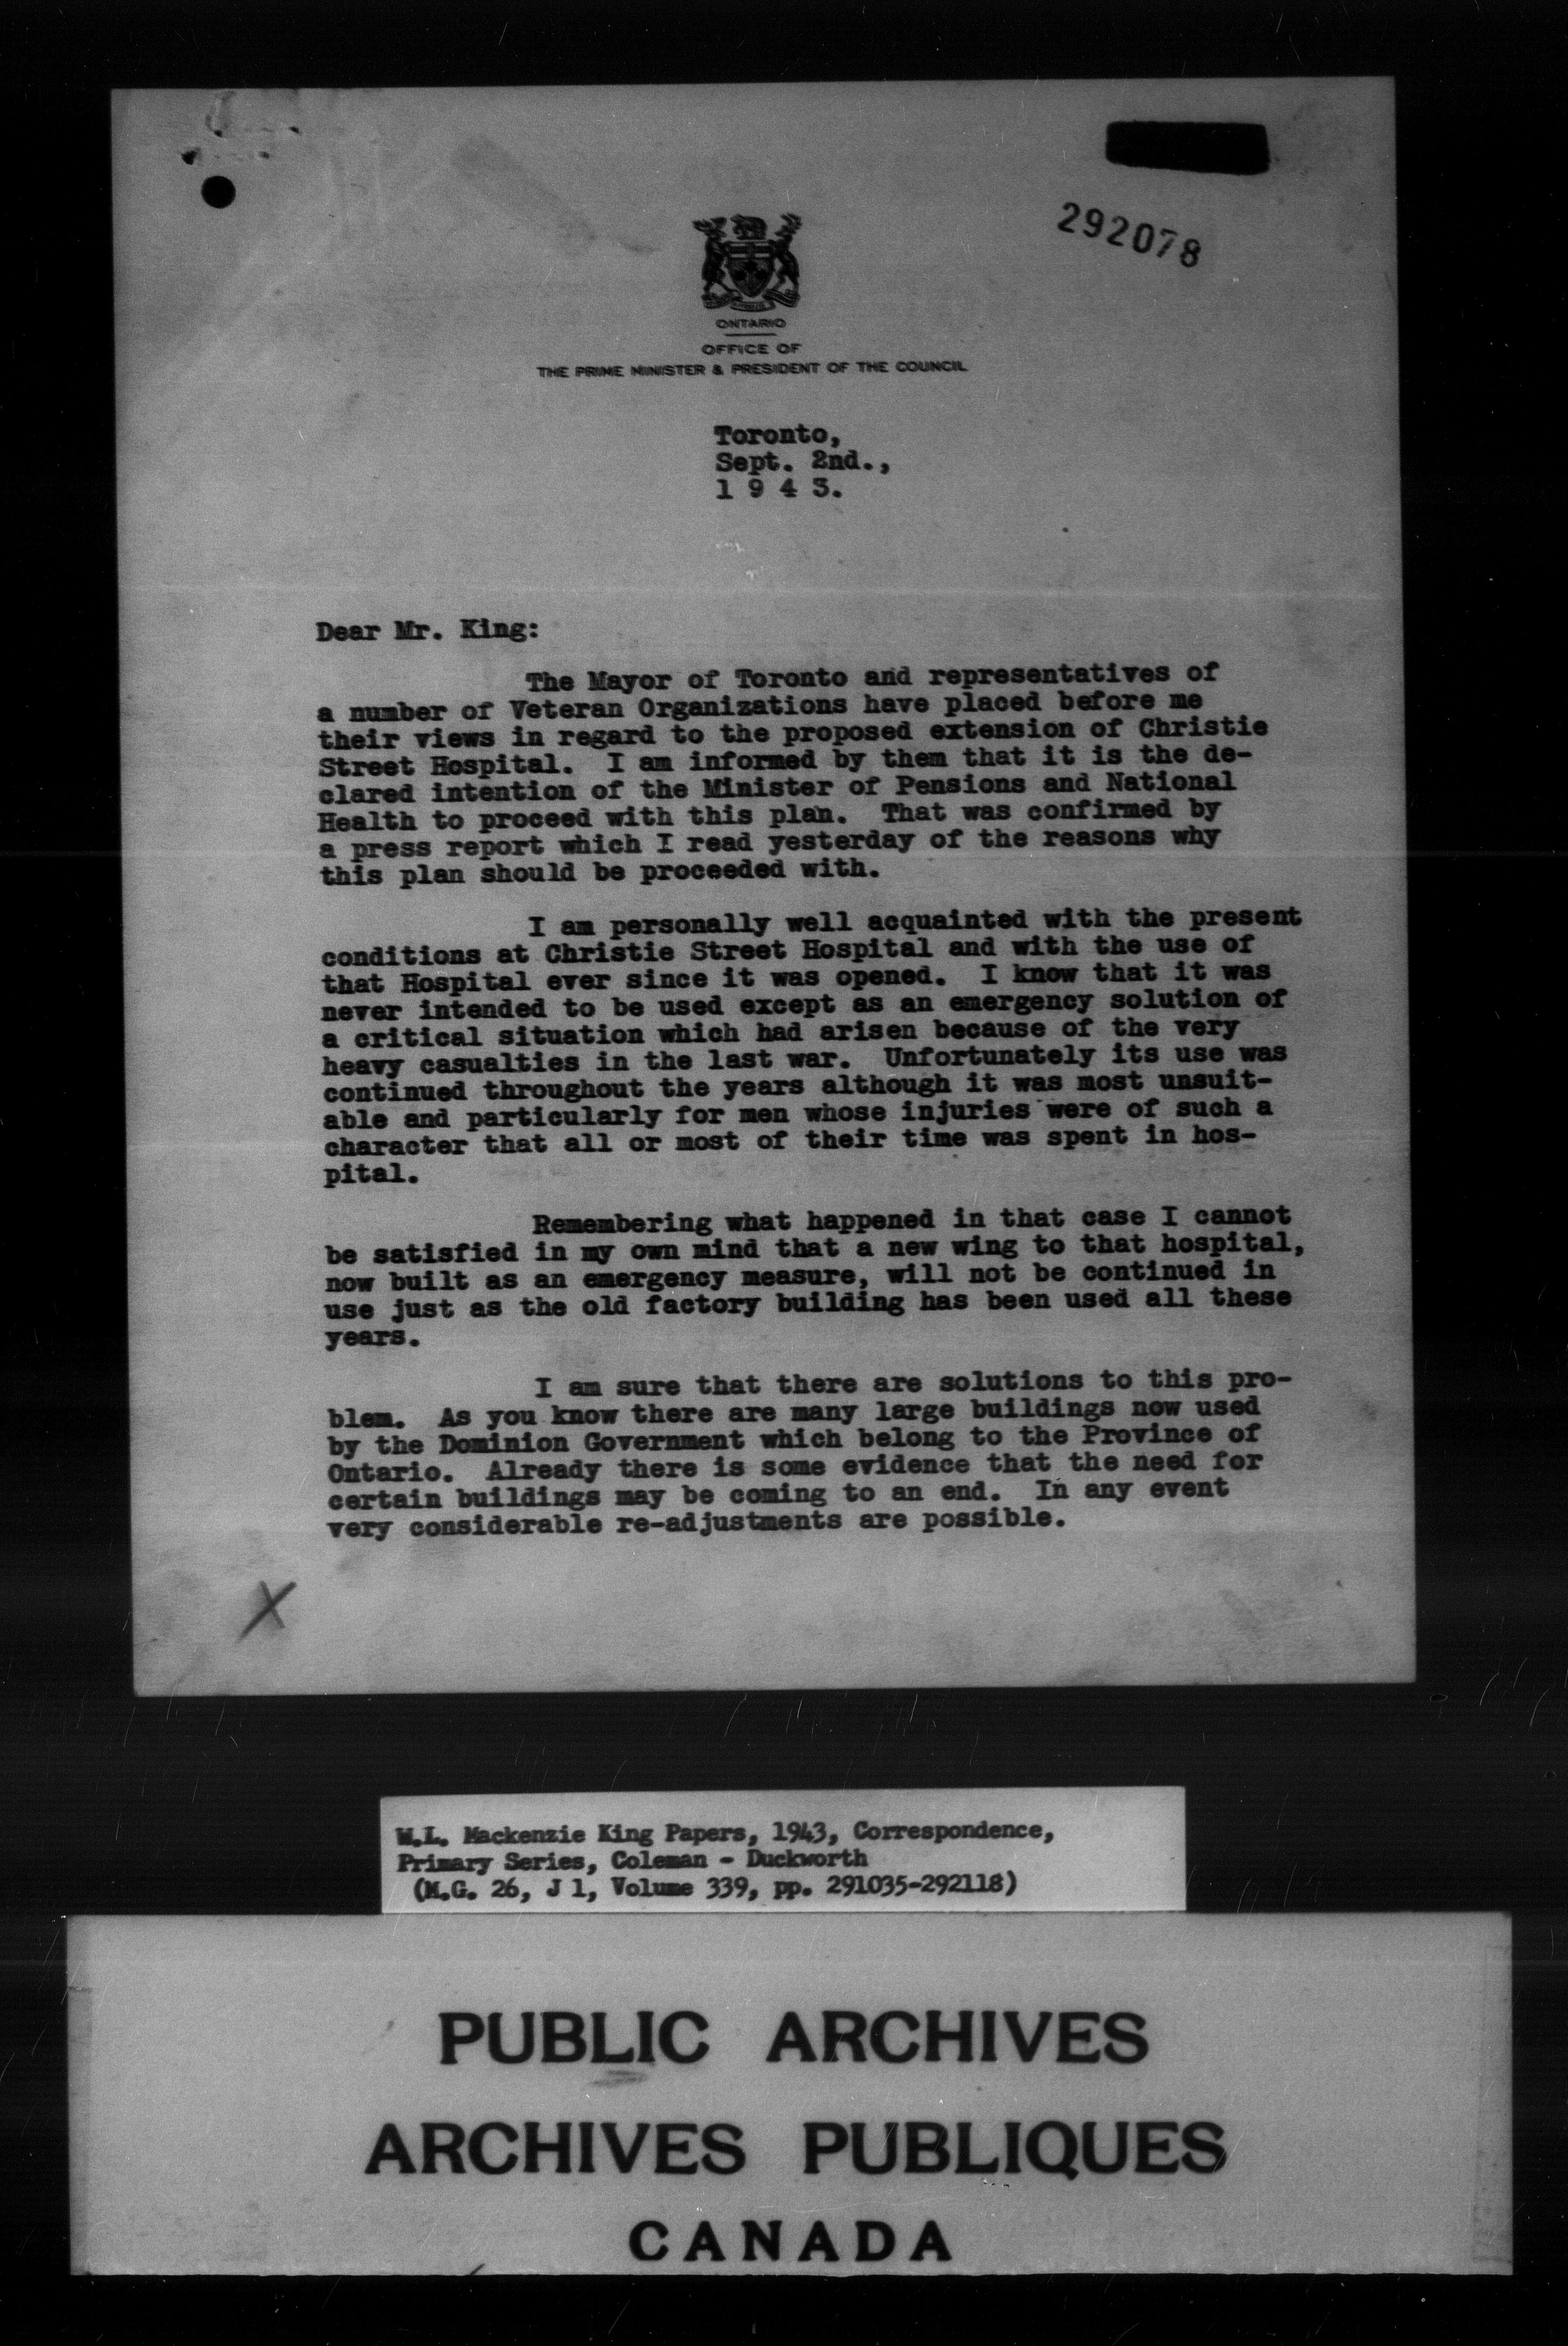 292078
ONTARIO
OFFICE OF
THE PRIME MINISTER & PRESIDENT OF THE COUNCIL
Toronto,
Sept. 2nd.,
1 9 4 3.
Dear Mr. King:
The Mayor of Toronto and representatives of
a number of Veteran Organizations have placed before me
their views in regard to the proposed extension of Christie
Street Hospital. I am informed by them that it is the de-
clared intention of the Minister of Pensions and National
Health to proceed with this plan. That was confirmed by
a press report which I read yesterday of the reasons why
this plan should be proceeded with.
I am personally well acquainted with the present
conditions at Christie Street Hospital and with the use of
that Hospital ever since it was opened. I know that it was
never intended to be used except as an emergency solution of
a critical situation which had arisen because of the very
heavy casualties in the last war. Unfortunately its use was
continued throughout the years although it was most unsuit-
able and particularly for men whose injuries were of such a
character that all or most of their time was spent in hos-
pital.
Remembering what happened in that case I cannot
be satisfied in my own mind that a new wing to that hospital,
now built as an emergency measure, will not be continued in
use just as the old factory building has been used all these
years.
I am sure that there are solutions to this pro-
blem. As you know there are many large buildings now used
by the Dominion Government which belong to the Province of
Ontario. Already there is some evidence that the need for
certain buildings may be coming to an end. In any event
very considerable re-adjustments are possible.
X
W.L. Mackenzie King Papers, 1943, Correspondence,
Primary Series, Coleman - Duckworth
(M.G. 26, J 1, Volume 339, pp. 291035-292118)
PUBLIC ARCHIVES
ARCHIVES PUBLIQUES
CANADA